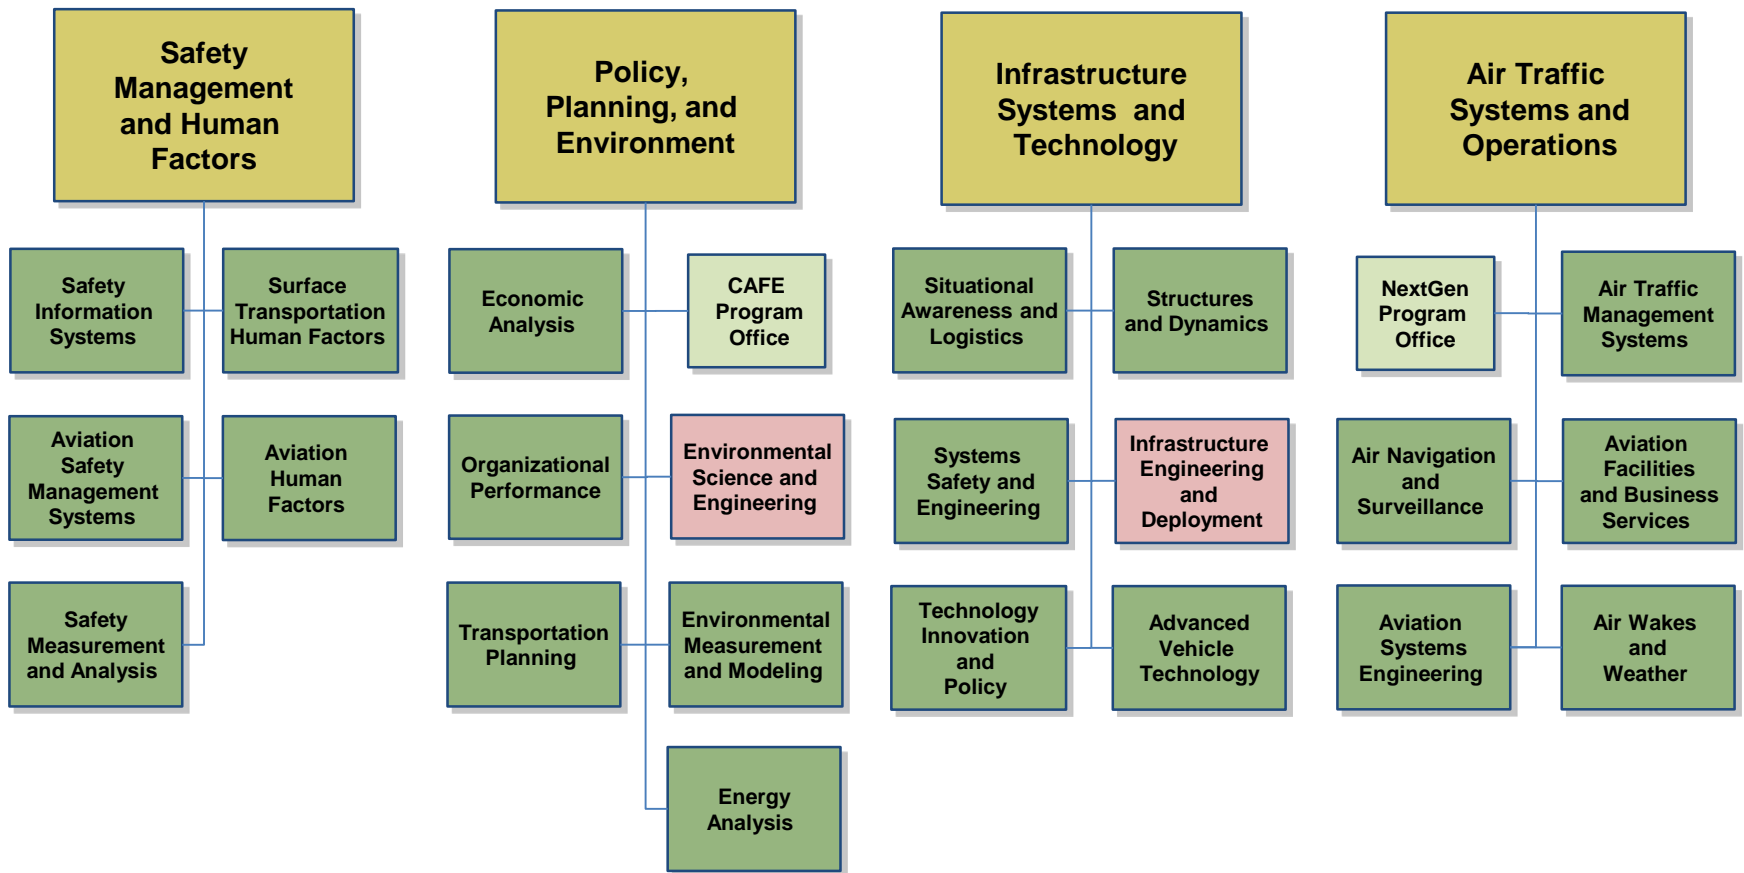 Safety
Management
and Human
Factors
Policy,
Planning, and
Environment
Infrastructure
Systems and
Technology
Air Traffic
Systems and
Operations
Safety
Information
Systems
Surface
Transportation
Human Factors
Economic
Analysis
CAFE
Program
Office
Situational
Awareness and
Logistics
Structures
and Dynamics
NextGen
Program
Office
Air Traffic
Management
Systems
Aviation
Safety
Management
Systems
Aviation
Human
Factors
Organizational
Performance
Environmental
Science and
Engineering
Systems
Safety and
Engineering
Infrastructure
Engineering
and
Deployment
Air Navigation
and
Surveillance
Aviation
Facilities
and Business
Services
Safety
Measurement
and Analysis
Transportation
Planning
Environmental
Measurement
and Modeling
Technology
Innovation
and
Policy
Advanced
Vehicle
Technology
Aviation
Systems
Engineering
Air Wakes
and
Weather
Energy
Analysis